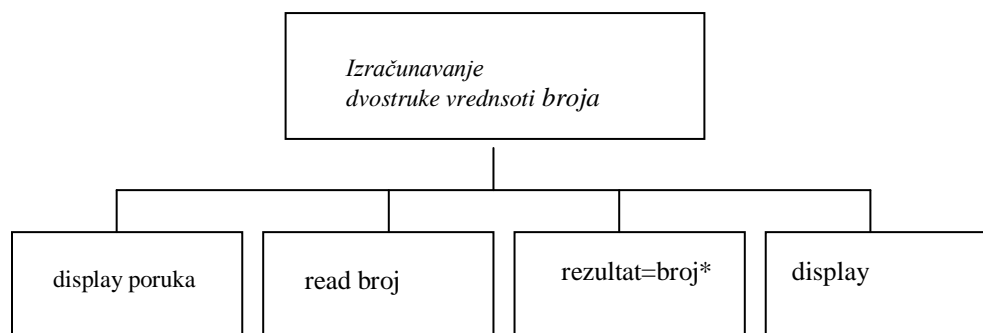 Izračunavanje
dvostruke vrednsoti broja
display poruka
read broj
rezultat=broj*
display